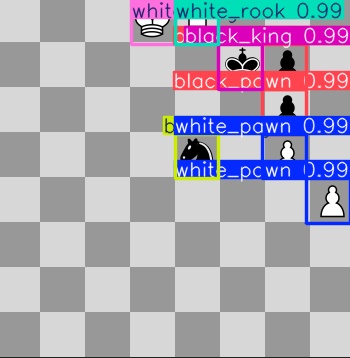 whit white_rook 0.99
black_king 0.99
black_pawn 0.99
b white_pawn 0.99
white_pawn 0.99